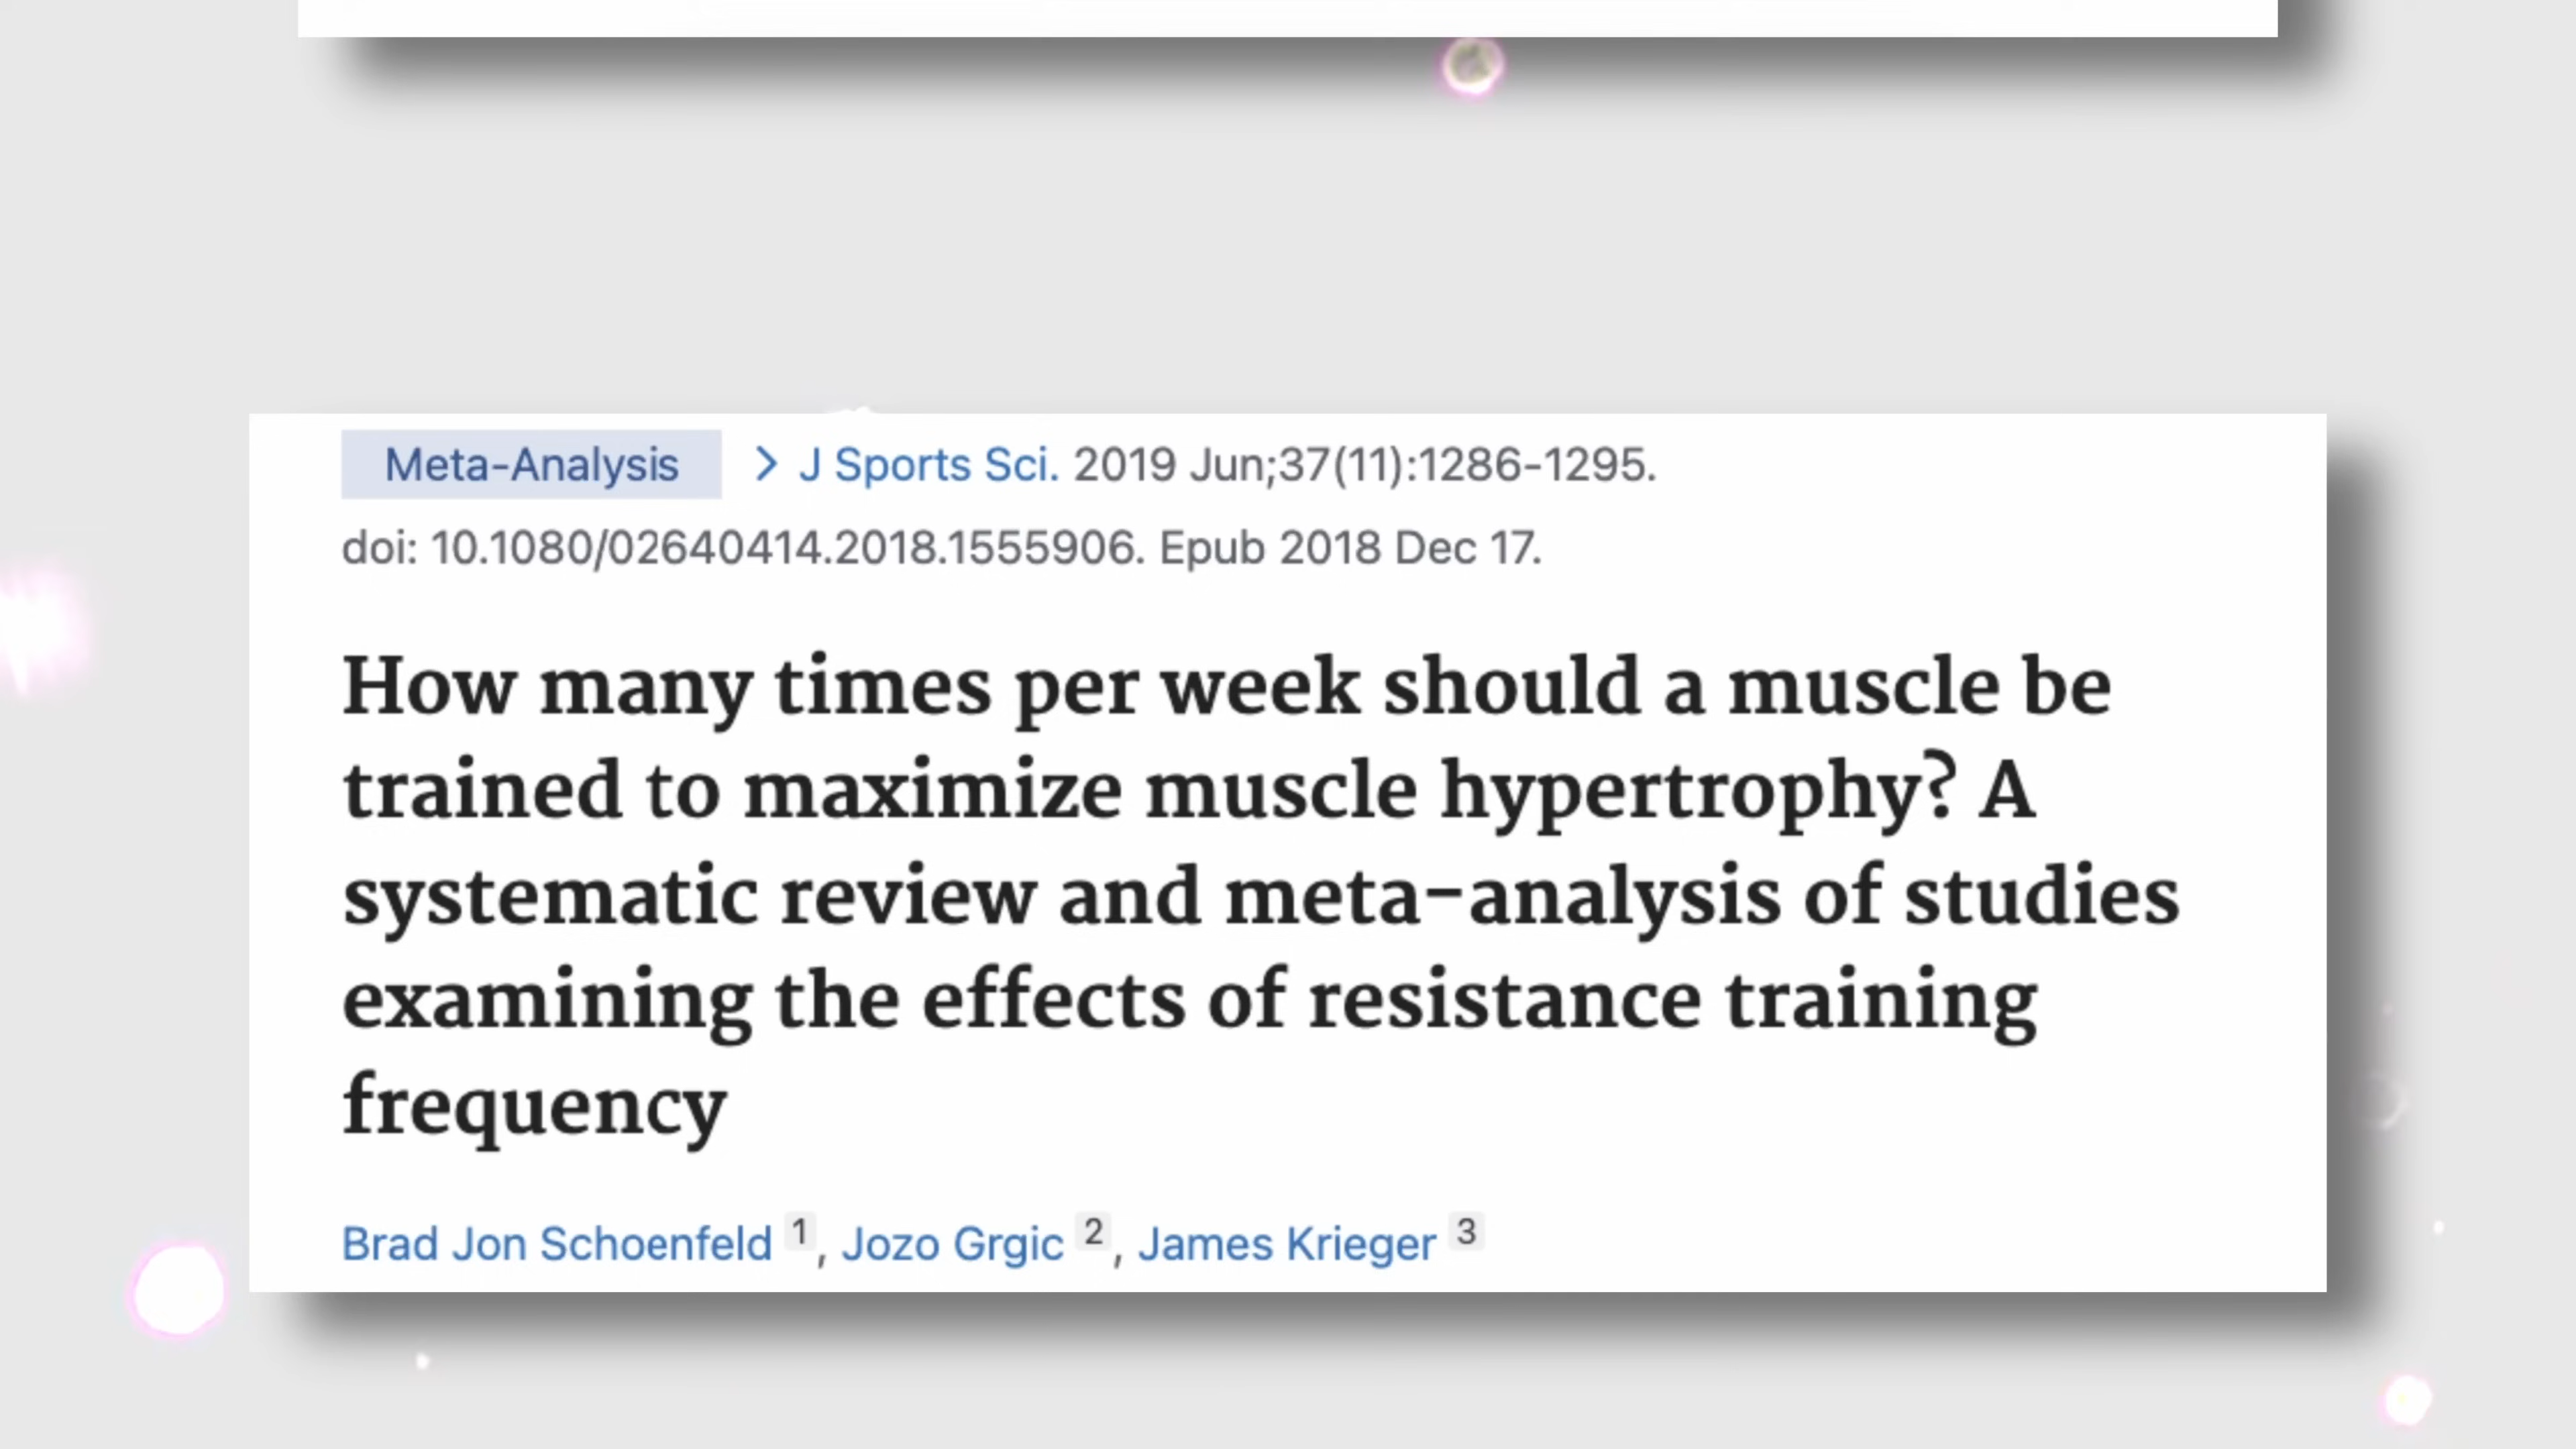 Meta-Analysis > J Sports Sci. 2019 Jun;37(11):1286-1295.
doi: 10.1080/02640414.2018.1555906. Epub 2018 Dec 17.
How many times per week should a muscle be
trained to maximize muscle hypertrophy? A
systematic review and meta-analysis of studies
examining the effects of resistance training
frequency
Brad Jon Schoenfeld 1, Jozo Grgic 2, James Krieger 3